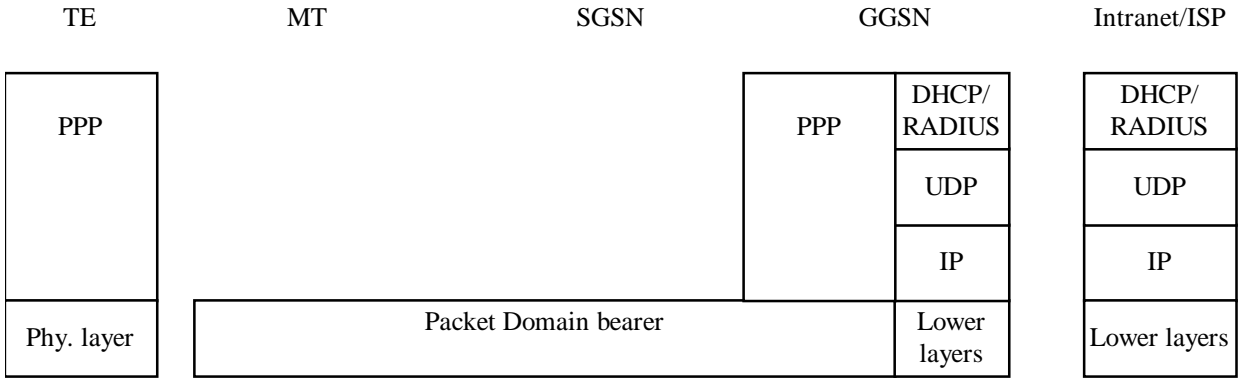 TE MT SGSN GGSN Intranet/ISP
PPP
PPP
DHCP/
RADIUS
UDP
IP
DHCP/
RADIUS
UDP
IP
Phy. layer
Packet Domain bearer
Lower
layers
Lower layers